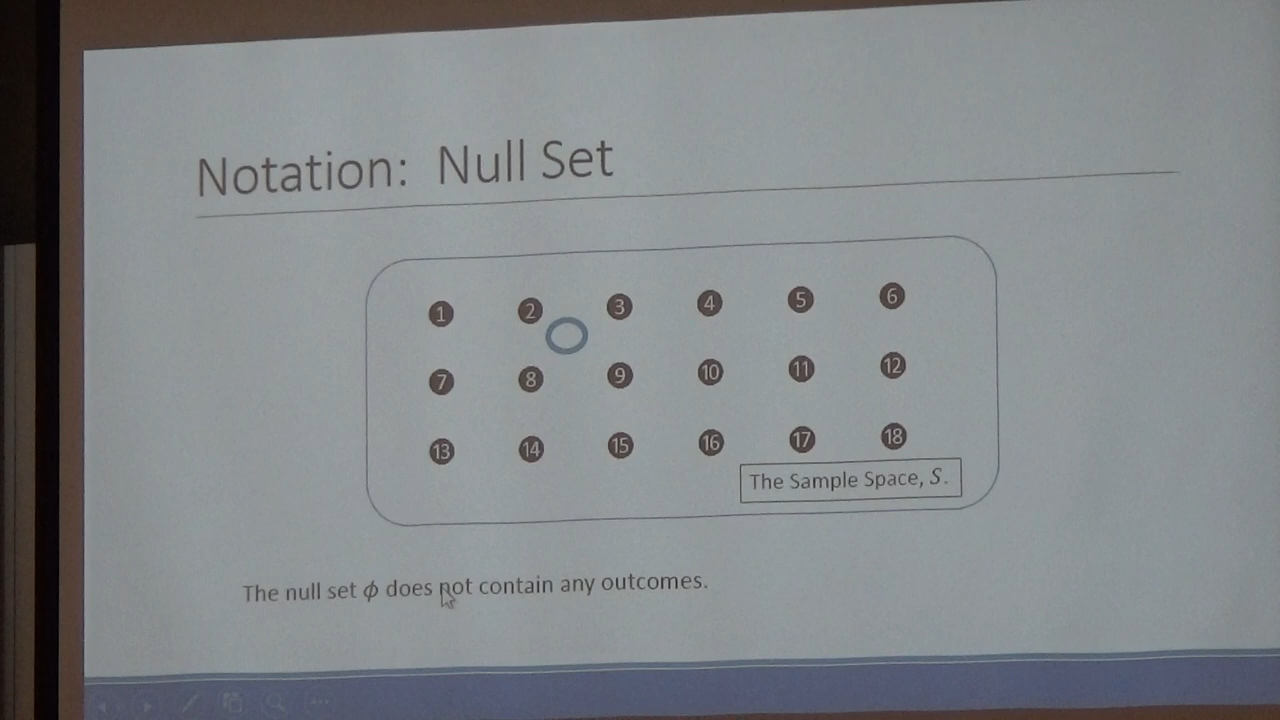 Notation: Null Set
1 2 3 4 5 6
7 8 9 10 11 12
13 14 15 16 17 18
The Sample Space, S.
The null set ϕ does not contain any outcomes.